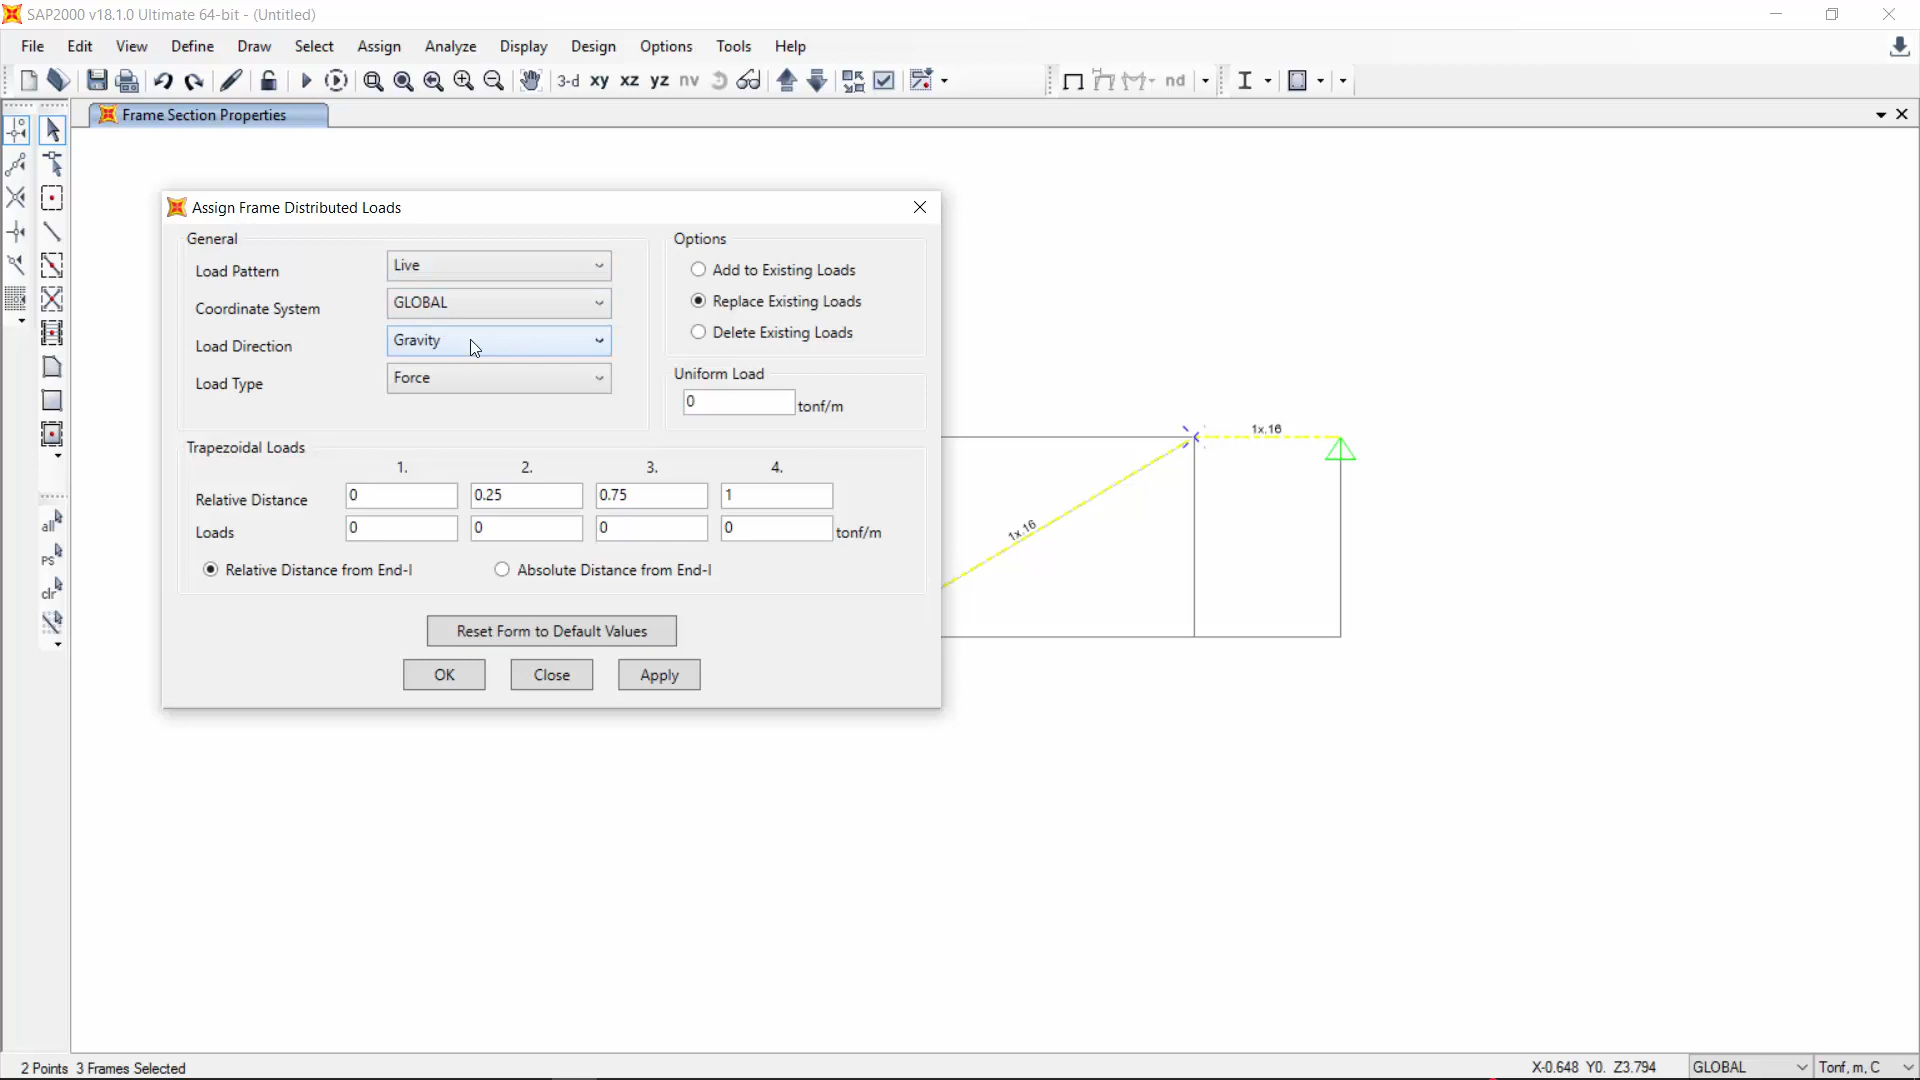 SAP2000 v18.1.0 Ultimate 64-bit - (Untitled)
File Edit View Define Draw Select Assign Analyze Display Design Options Tools Help
3-d xy xz yz nv nd
Frame Section Properties
Assign Frame Distributed Loads
General
Load Pattern Live
Coordinate System GLOBAL
Load Direction Gravity
Load Type Force
Options
Add to Existing Loads
Replace Existing Loads
Delete Existing Loads
Uniform Load
0 tonf/m
Trapezoidal Loads
1. 2. 3. 4.
Relative Distance 0 0.25 0.75 1
Loads 0 0 0 0 tonf/m
Relative Distance from End-I Absolute Distance from End-I
Reset Form to Default Values
OK Close Apply
1x.16
1x.16
all
PS
clr
2 Points 3 Frames Selected
X-0.648 Y0. Z3.794
GLOBAL
Tonf, m, C